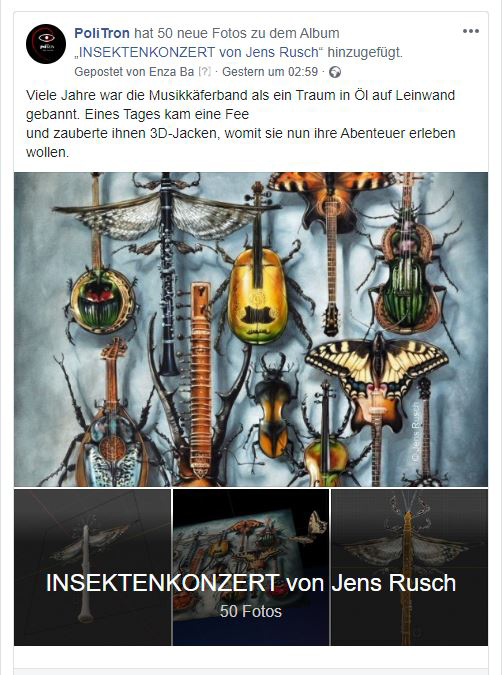 PoliTron hat 50 neue Fotos zu dem Album
„INSEKTENKONZERT von Jens Rusch“ hinzugefügt.
Gepostet von Enza Ba [?] · Gestern um 02:59 ·
Viele Jahre war die Musikkäferband als ein Traum in Öl auf Leinwand
gebannt. Eines Tages kam eine Fee
und zauberte ihnen 3D-Jacken, womit sie nun ihre Abenteuer erleben
wollen.
© Jens Rusch
INSEKTENKONZERT von Jens Rusch
50 Fotos